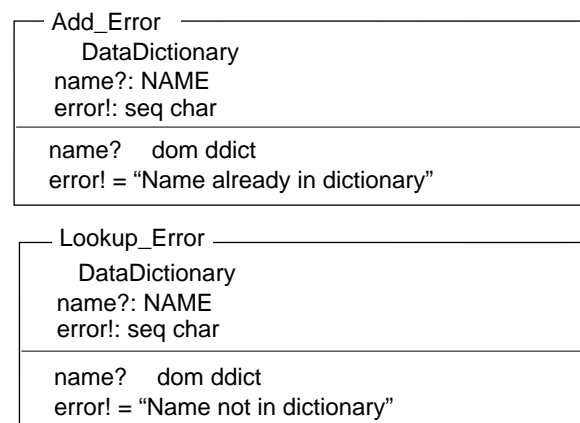 Add_Error
DataDictionary
name?: NAME
error!: seq char
name? dom ddict
error! = “Name already in dictionary”
Lookup_Error
DataDictionary
name?: NAME
error!: seq char
name? dom ddict
error! = “Name not in dictionary”